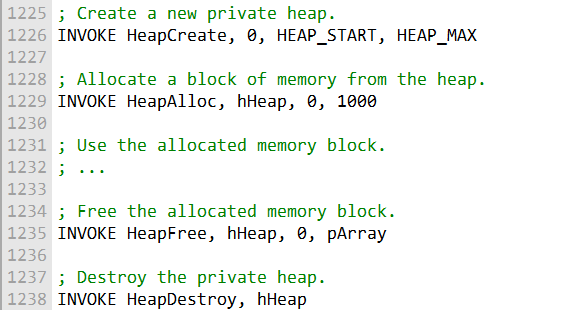 1225 ; Create a new private heap.
1226 INVOKE HeapCreate, 0, HEAP_START, HEAP_MAX
1227
1228 ; Allocate a block of memory from the heap.
1229 INVOKE HeapAlloc, hHeap, 0, 1000
1230
1231 ; Use the allocated memory block.
1232 ; ...
1233
1234 ; Free the allocated memory block.
1235 INVOKE HeapFree, hHeap, 0, pArray
1236
1237 ; Destroy the private heap.
1238 INVOKE HeapDestroy, hHeap